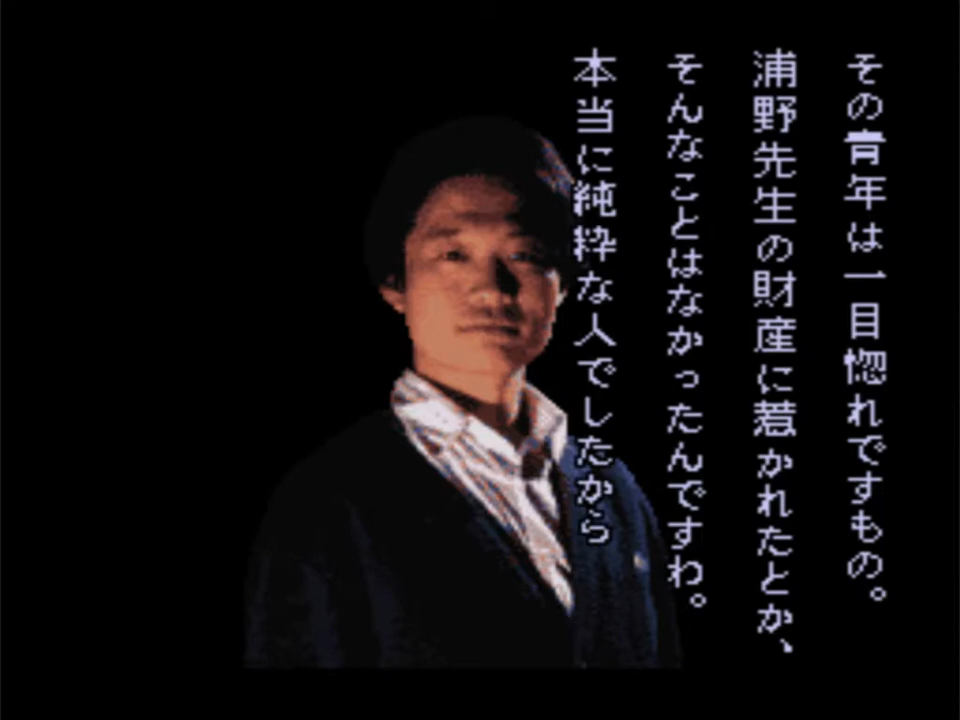 その青年は一目惚れですもの。
浦野先生の財産に惹かれたとか、
そんなことはなかったんですわ。
本当に純粋な人でしたから